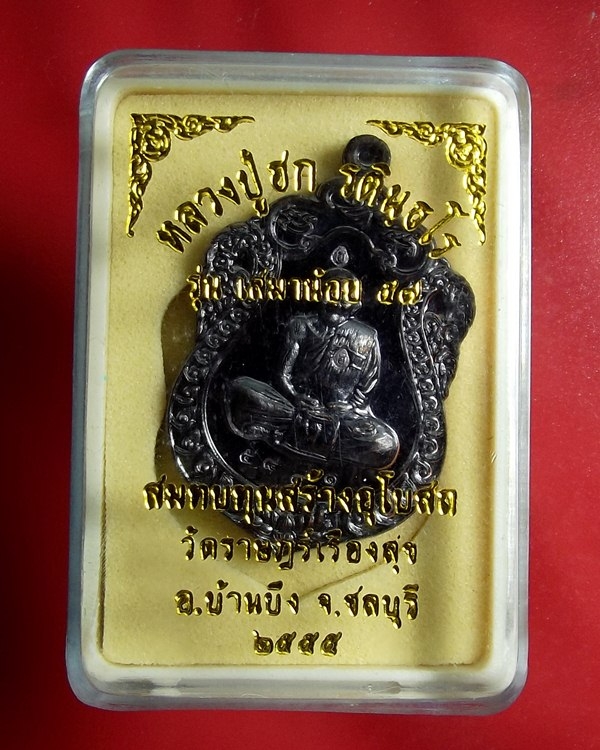 หลวงปู่ฮก รตินฺธโร
รุ่น เสมาน้อย ๕๗
สมทบทุนสร้างอุโบสถ
วัดราษฎร์เรืองสุข
อ.บ้านบึง จ.ชลบุรี
๒๕๕๕